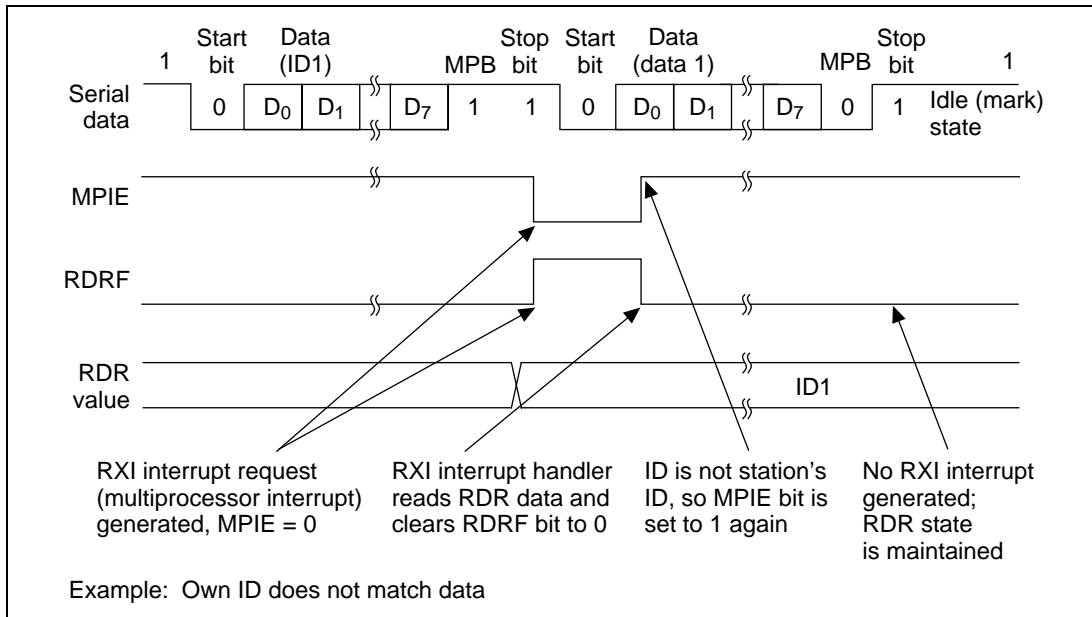 1 Start bit Data (ID1) MPB Stop bit Start bit Data (data 1) MPB Stop bit 1
Serial data 0 D0 D1 D7 1 1 0 D0 D1 D7 0 1 Idle (mark) state
MPIE
RDRF
RDR value ID1
RXI interrupt request
(multiprocessor interrupt)
generated, MPIE = 0
RXI interrupt handler
reads RDR data and
clears RDRF bit to 0
ID is not station's
ID, so MPIE bit is
set to 1 again
No RXI interrupt
generated;
RDR state
is maintained
Example: Own ID does not match data